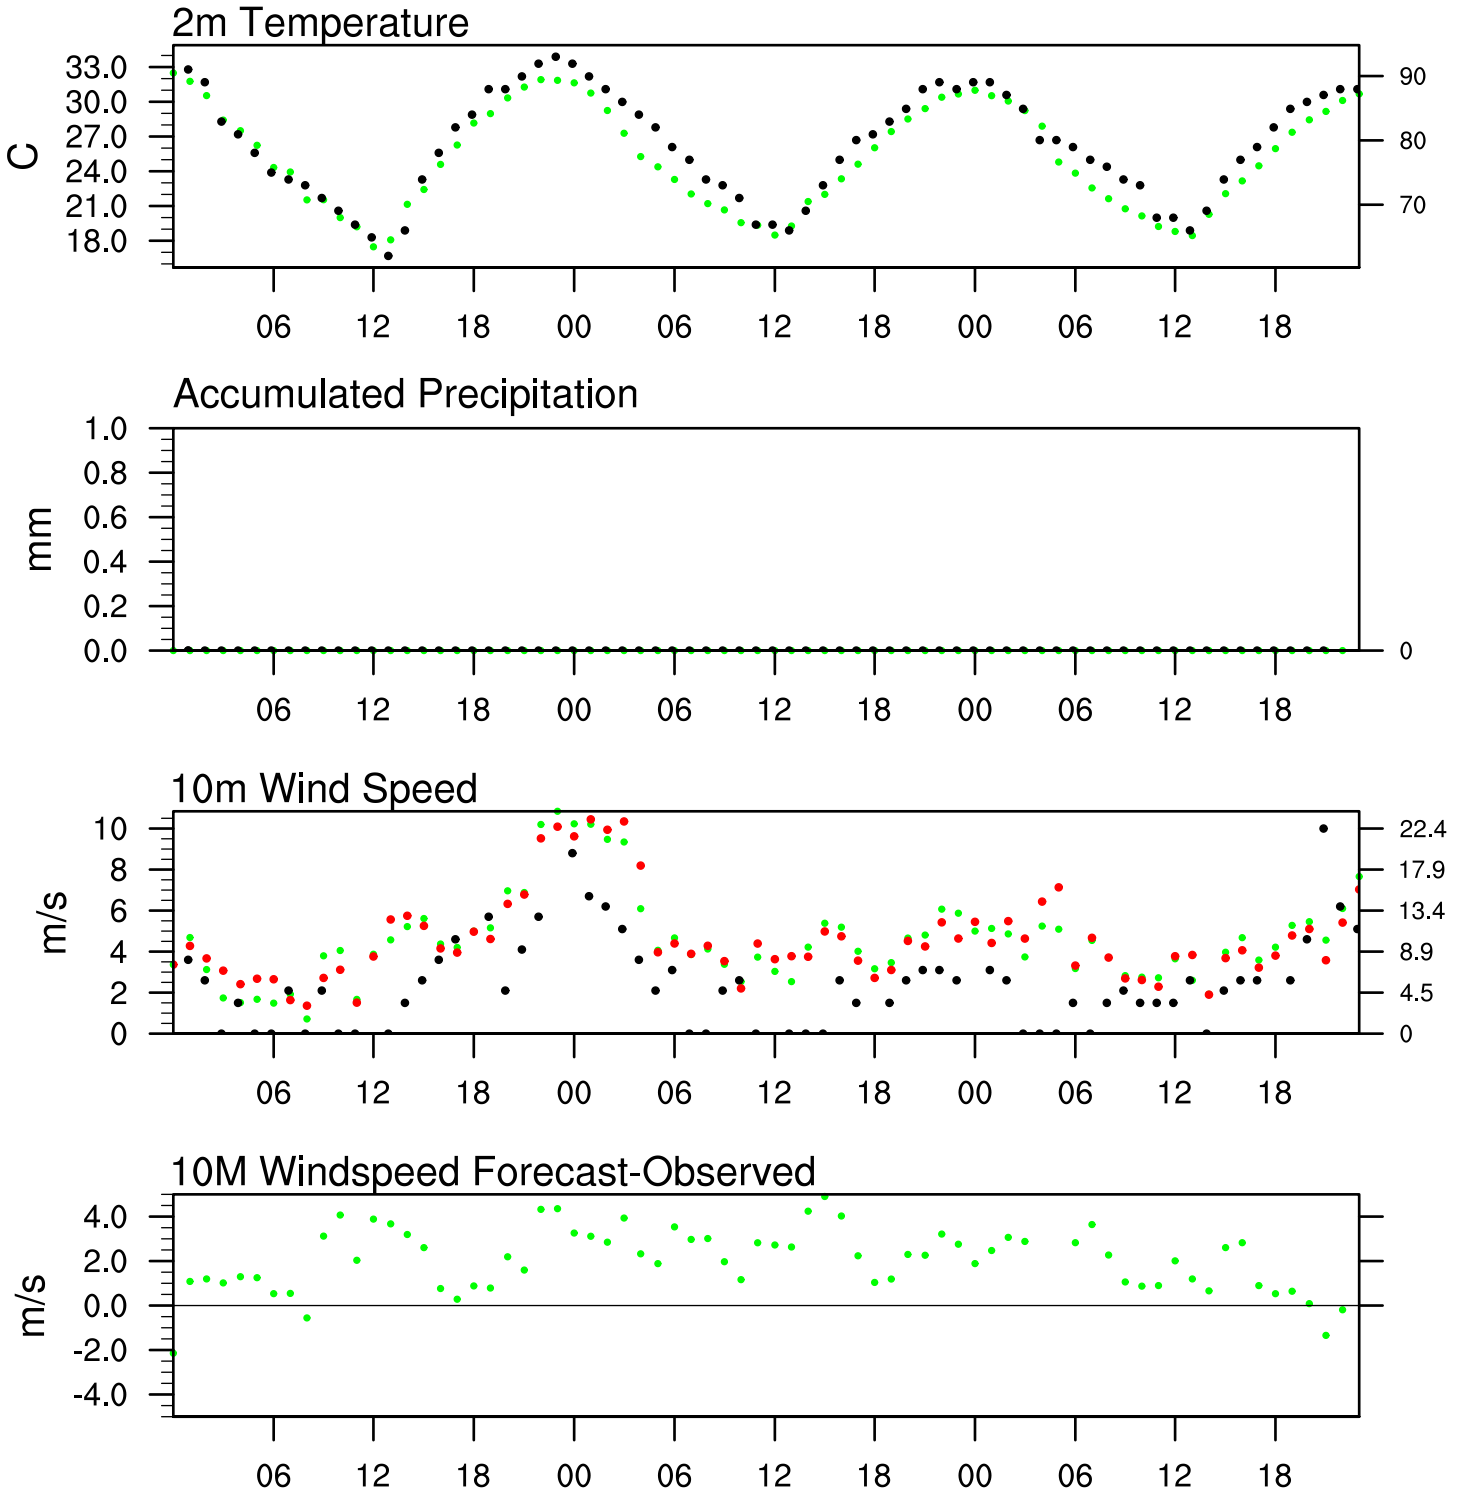 2m Temperature
33.0
30.0
27.0
24.0
21.0
18.0
C
90
80
70
06 12 18 00 06 12 18 00 06 12 18
Accumulated Precipitation
1.0
0.8
0.6
0.4
0.2
0.0
mm
0
06 12 18 00 06 12 18 00 06 12 18
10m Wind Speed
10
8
6
4
2
0
m/s
22.4
17.9
13.4
8.9
4.5
0
06 12 18 00 06 12 18 00 06 12 18
10M Windspeed Forecast-Observed
4.0
2.0
0.0
-2.0
-4.0
m/s
06 12 18 00 06 12 18 00 06 12 18